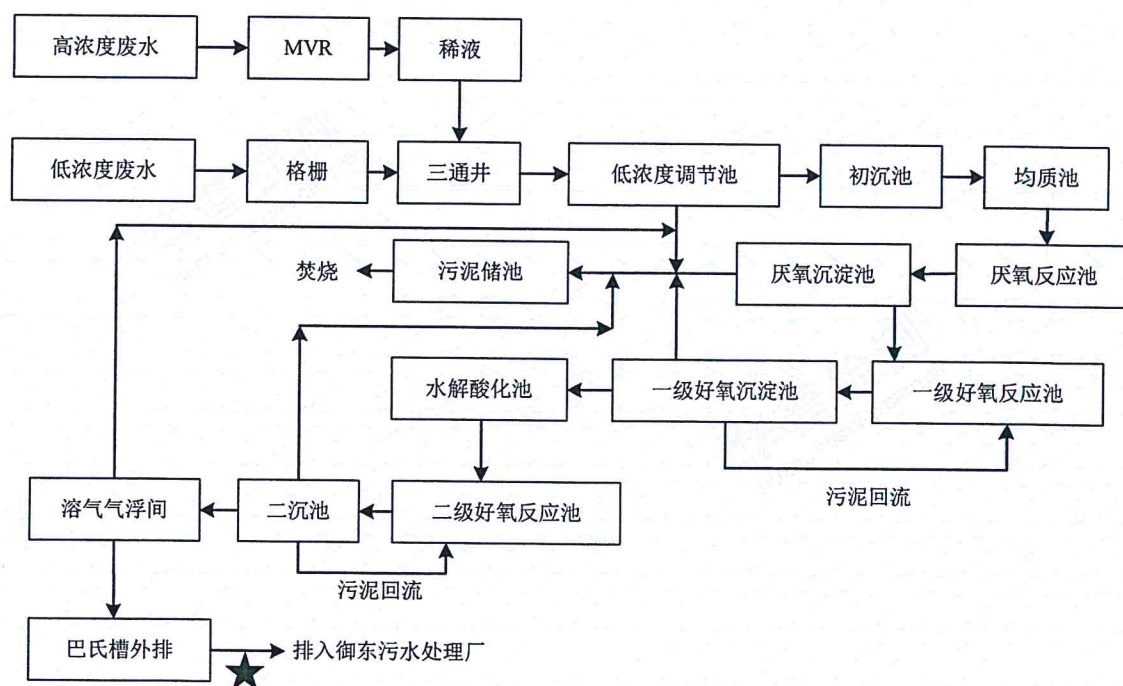 高浓度废水
MVR
稀液
低浓度废水
格栅
三通井
低浓度调节池
初沉池
均质池
焚烧
污泥储池
厌氧沉淀池
厌氧反应池
水解酸化池
一级好氧沉淀池
一级好氧反应池
污泥回流
溶气气浮间
二沉池
二级好氧反应池
污泥回流
巴氏槽外排
排入御东污水处理厂